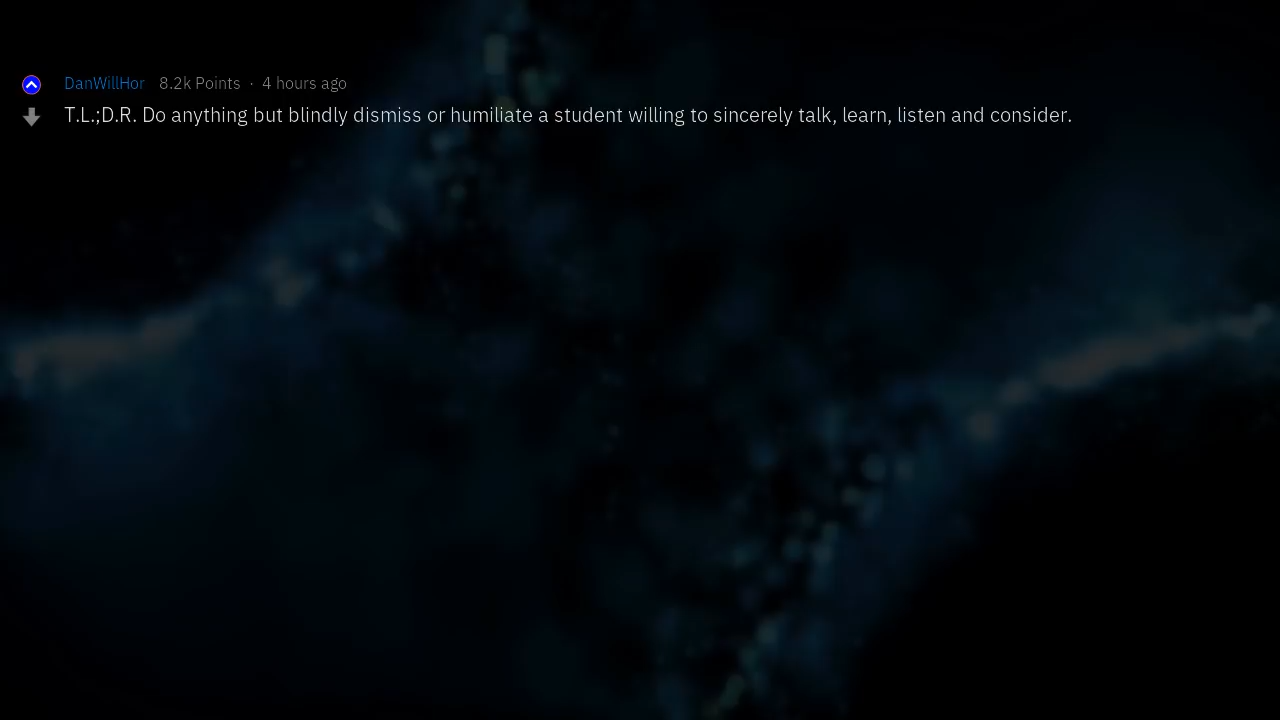 DanWillHor 8.2k Points · 4 hours ago
T.L.;D.R. Do anything but blindly dismiss or humiliate a student willing to sincerely talk, learn, listen and consider.